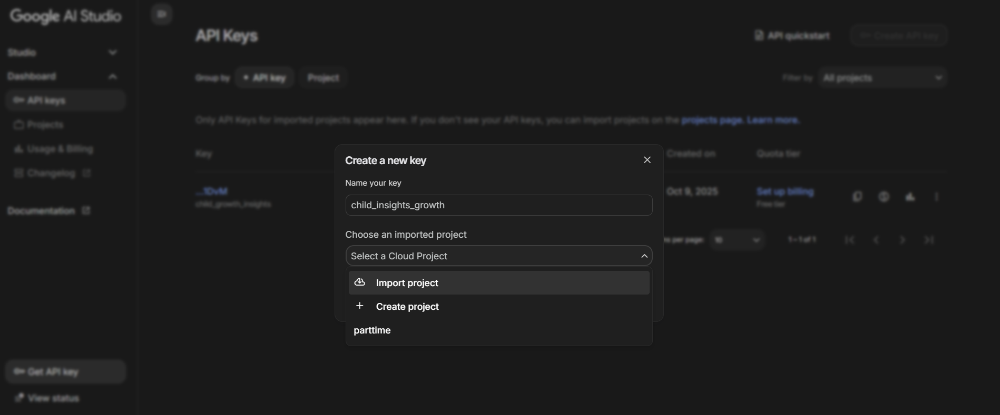 Google AI Studio
Studio
Dashboard
API keys
Projects
Usage & Billing
Changelog
Documentation
Get API key
View status
API Keys
API quickstart
Create API key
Group by
API key
Project
Filter by
All projects
Only API Keys for imported projects appear here. If you don't see your API keys, you can import projects on the projects page. Learn more.
Key
Created on
Quota tier
...1DvM
child_growth_insights
Oct 9, 2025
Set up billing
Free tier
per page:
10
1 – 1 of 1
Create a new key
Name your key
child_insights_growth
Choose an imported project
Select a Cloud Project
Import project
Create project
parttime